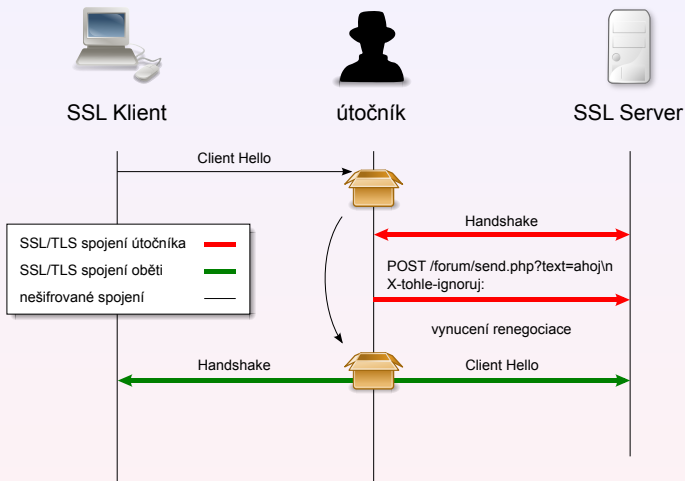 SSL Klient
útočník
SSL Server
Client Hello
Handshake
SSL/TLS spojení útočníka
SSL/TLS spojení oběti
nešifrované spojení
POST /forum/send.php?text=ahoj\n
X-tohle-ignoruj:
vynucení renegociace
Handshake
Client Hello